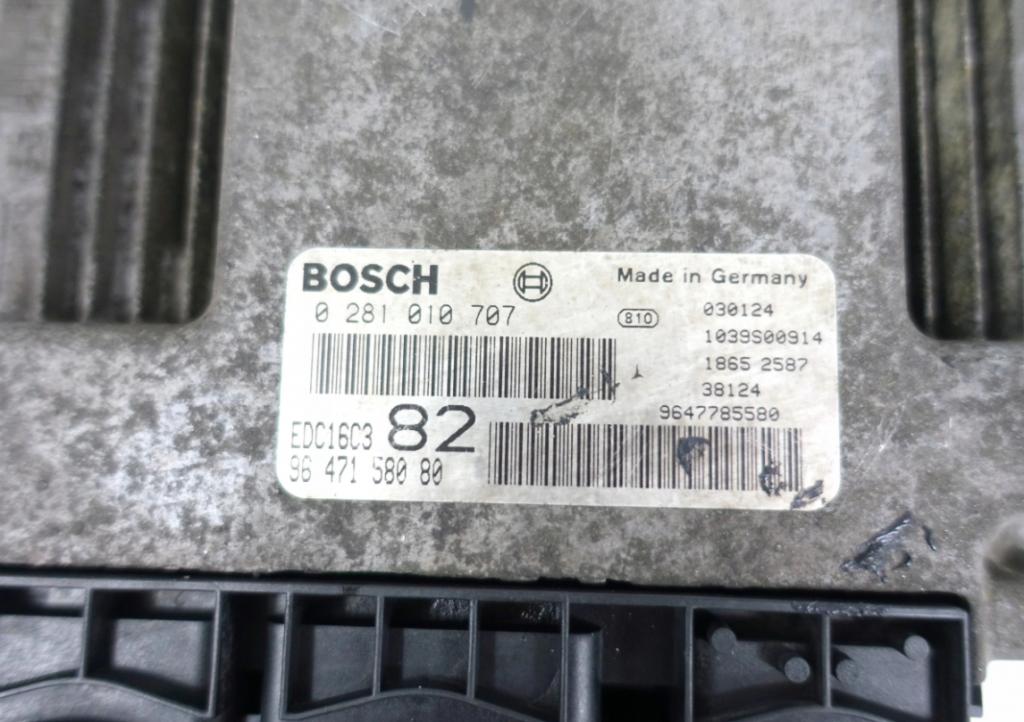 BOSCH
Made in Germany
0 281 010 707
810
030124
1039S00914
1865 2587
38124
9647785580
EDC16C3 82
96 471 580 80